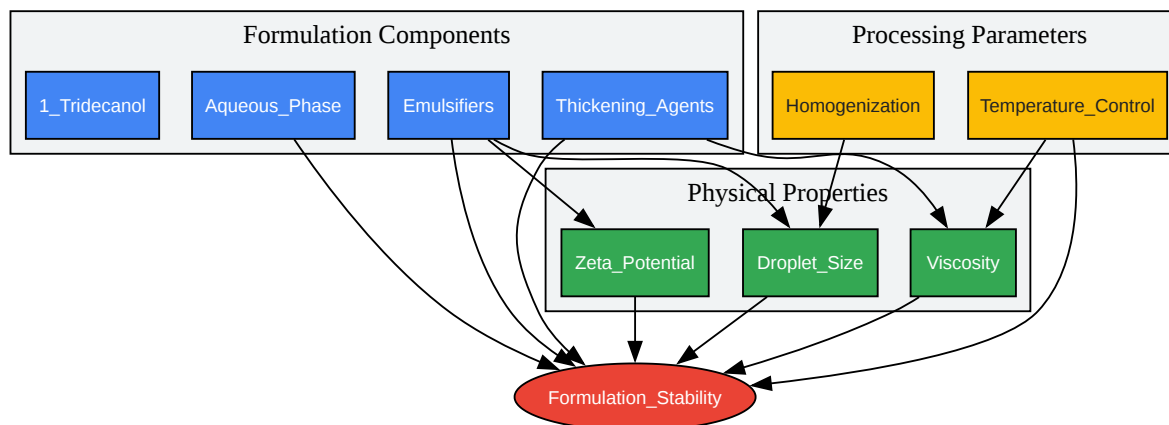 Formulation Components
Processing Parameters
1_Tridecanol
Aqueous_Phase
Emulsifiers
Thickening_Agents
Homogenization
Temperature_Control
Physical Properties
Zeta_Potential
Droplet_Size
Viscosity
Formulation_Stability